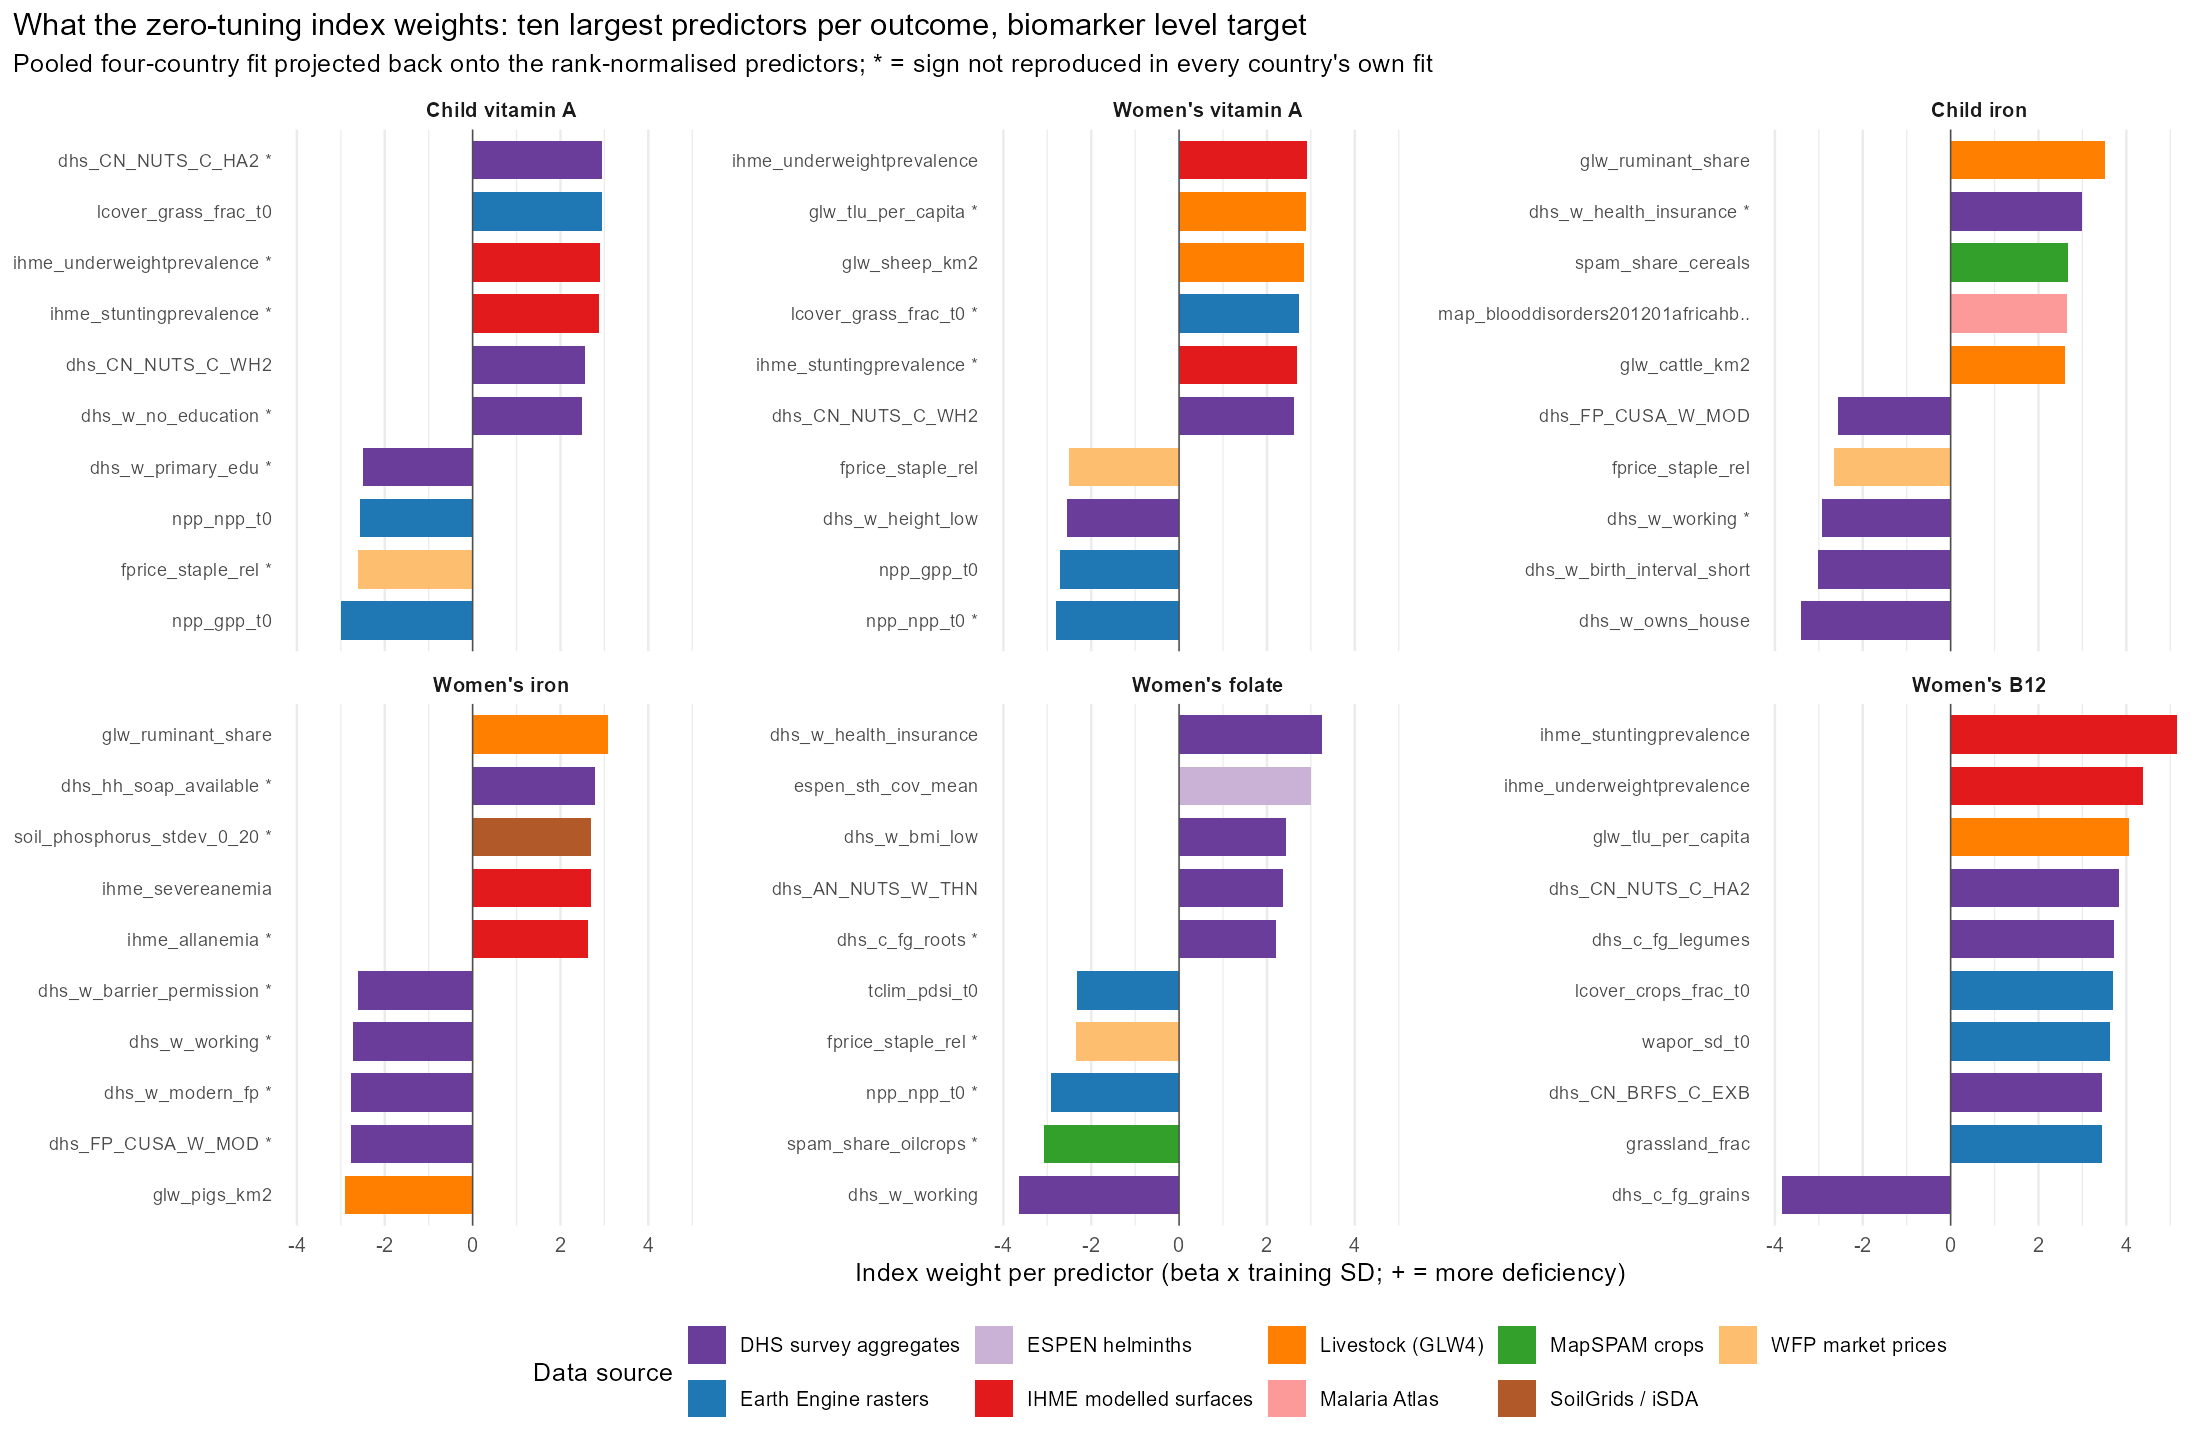 What the zero-tuning index weights: ten largest predictors per outcome, biomarker level target
Pooled four-country fit projected back onto the rank-normalised predictors; * = sign not reproduced in every country's own fit
Child vitamin A
dhs_CN_NUTS_C_HA2 *
lcover_grass_frac_t0
ihme_underweightprevalence *
ihme_stuntingprevalence *
dhs_CN_NUTS_C_WH2
dhs_w_no_education *
dhs_w_primary_edu *
npp_npp_t0
fprice_staple_rel *
npp_gpp_t0
Women's vitamin A
ihme_underweightprevalence
glw_tlu_per_capita *
glw_sheep_km2
lcover_grass_frac_t0 *
ihme_stuntingprevalence *
dhs_CN_NUTS_C_WH2
fprice_staple_rel
dhs_w_height_low
npp_gpp_t0
npp_npp_t0 *
Child iron
glw_ruminant_share
dhs_w_health_insurance *
spam_share_cereals
map_blooddisorders201201africahb..
glw_cattle_km2
dhs_FP_CUSA_W_MOD
fprice_staple_rel
dhs_w_working *
dhs_w_birth_interval_short
dhs_w_owns_house
Women's iron
glw_ruminant_share
dhs_hh_soap_available *
soil_phosphorus_stdev_0_20 *
ihme_severeanemia
ihme_allanemia *
dhs_w_barrier_permission *
dhs_w_working *
dhs_w_modern_fp *
dhs_FP_CUSA_W_MOD *
glw_pigs_km2
-4 -2 0 2 4
Women's folate
dhs_w_health_insurance
espen_sth_cov_mean
dhs_w_bmi_low
dhs_AN_NUTS_W_THN
dhs_c_fg_roots *
tclim_pdsi_t0
fprice_staple_rel *
npp_npp_t0 *
spam_share_oilcrops *
dhs_w_working
-4 -2 0 2 4
Women's B12
ihme_stuntingprevalence
ihme_underweightprevalence
glw_tlu_per_capita
dhs_CN_NUTS_C_HA2
dhs_c_fg_legumes
lcover_crops_frac_t0
wapor_sd_t0
dhs_CN_BRFS_C_EXB
grassland_frac
dhs_c_fg_grains
-4 -2 0 2 4
Index weight per predictor (beta x training SD; + = more deficiency)
Data source
DHS survey aggregates
ESPEN helminths
Livestock (GLW4)
MapSPAM crops
WFP market prices
Earth Engine rasters
IHME modelled surfaces
Malaria Atlas
SoilGrids / iSDA